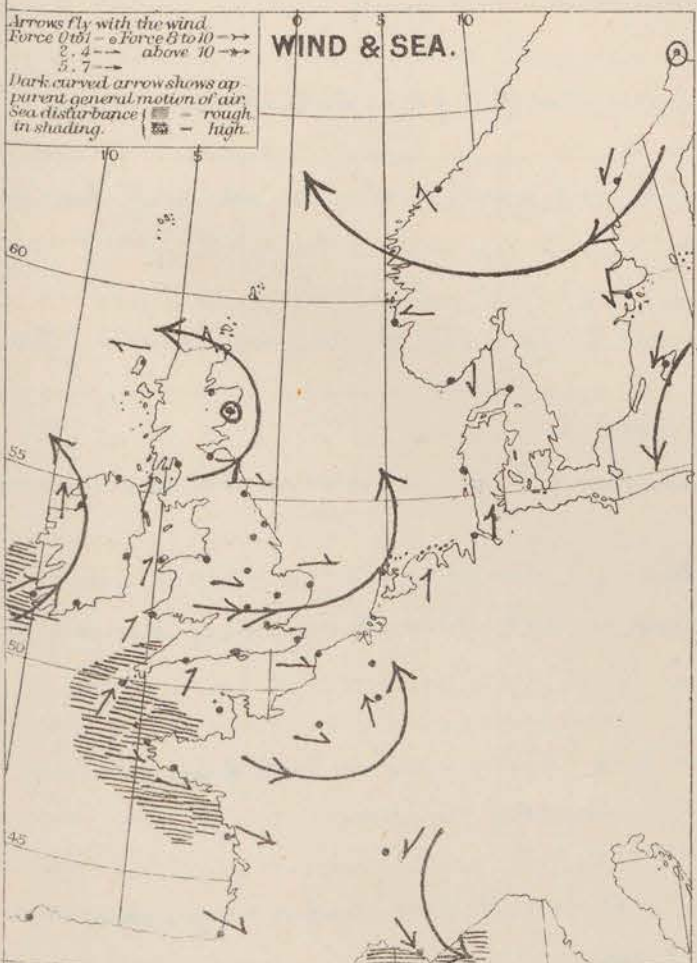 0 10
Arrows fly with the wind
Force 0 to 1 – Force 8 to 10 –
2 . 4 – above 10 –
5 . 7 –
WIND & SEA.
Dark curved arrow shows ap
parent general motion of air
Sea disturbance = rough.
in shading. – high.
10 5
60
55
50
45